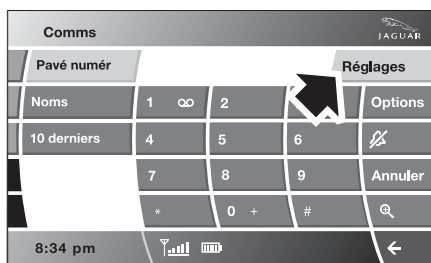 Comms
JAGUAR
Pavé numér
Réglages
Noms
1
2
Options
10 derniers
4
5
6
7
8
9
Annuler
*
0 +
#
8:34 pm